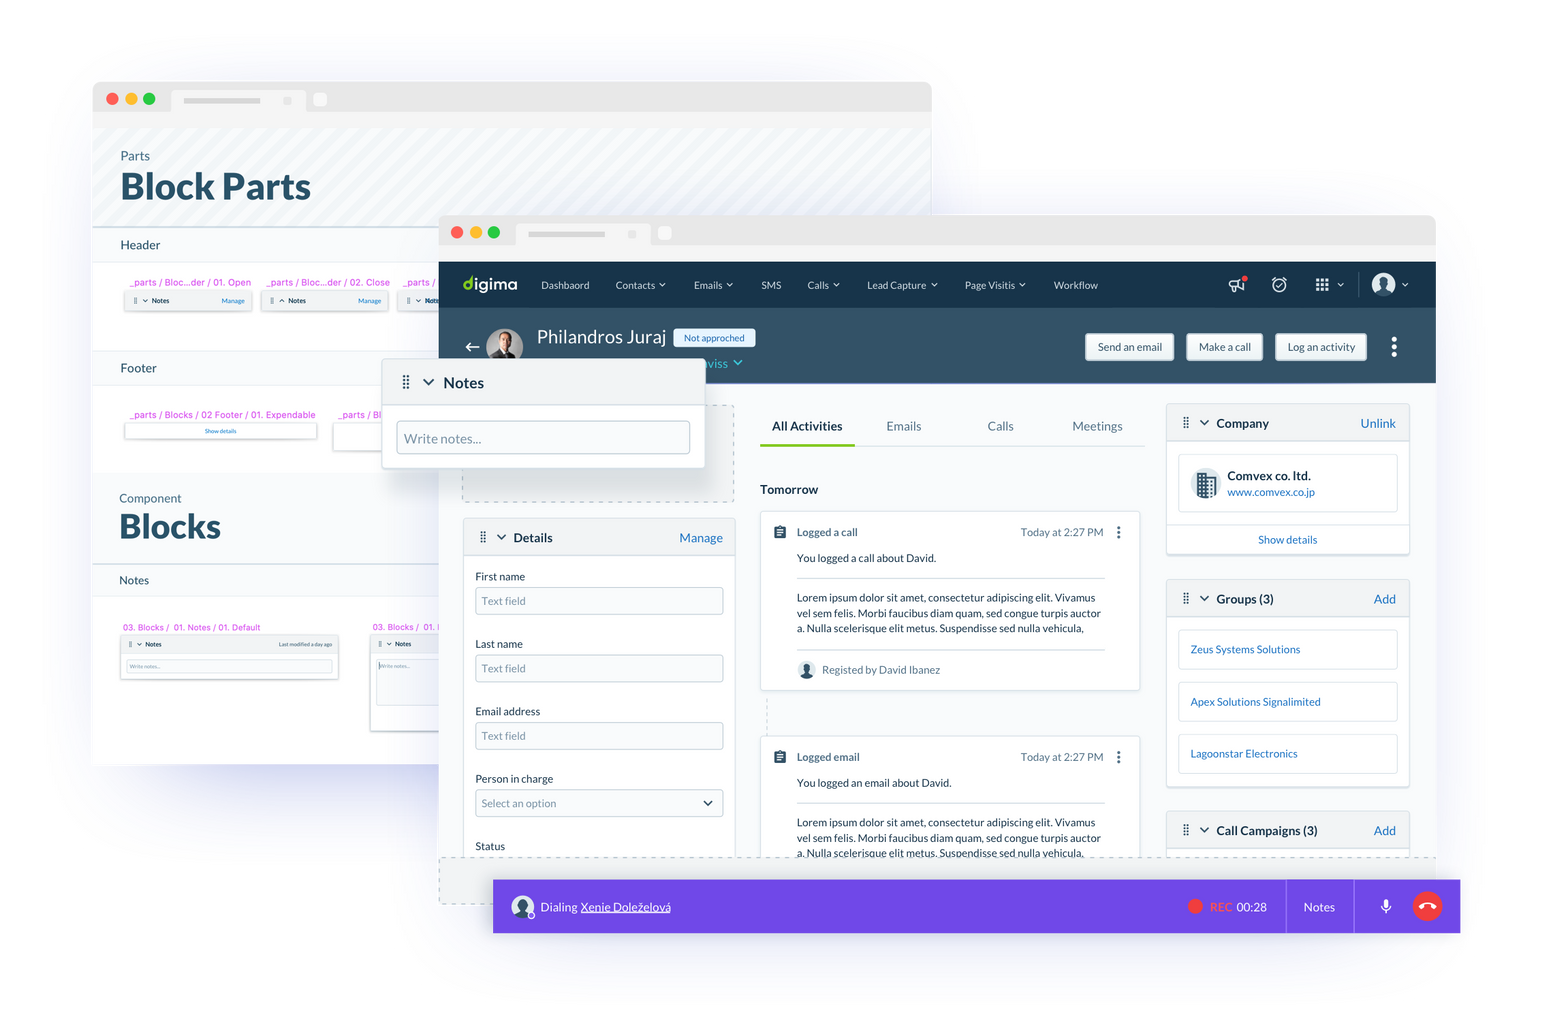 Parts
Block Parts
Header
_parts / Bloc...der / 01. Open
_parts / Bloc...der / 02. Close
_parts /
Notes
Manage
Notes
Manage
Footer
_parts / Blocks / 02 Footer / 01. Expendable
Show details
Component
Blocks
Notes
03. Blocks / 01. Notes / 01. Default
03. Blocks / 01.
Notes
Last modified a day ago
Write notes...
Notes
Write notes...
digima
Dashbaord
Contacts
Emails
SMS
Calls
Lead Capture
Page Visitis
Workflow
Philandros Juraj
Not approched
Send an email
Make a call
Log an activity
Notes
Write notes...
All Activities
Emails
Calls
Meetings
Tomorrow
Details
Manage
First name
Text field
Last name
Text field
Email address
Text field
Person in charge
Select an option
Status
Logged a call
Today at 2:27 PM
You logged a call about David.
Lorem ipsum dolor sit amet, consectetur adipiscing elit. Vivamus
vel sem felis. Morbi faucibus diam quam, sed congue turpis auctor
a. Nulla scelerisque elit metus. Suspendisse sed nulla vehicula,
Registed by David Ibanez
Logged email
Today at 2:27 PM
You logged an email about David.
Lorem ipsum dolor sit amet, consectetur adipiscing elit. Vivamus
vel sem felis. Morbi faucibus diam quam, sed congue turpis auctor
a. Nulla scelerisque elit metus. Suspendisse sed nulla vehicula,
Company
Unlink
Comvex co. ltd.
www.comvex.co.jp
Show details
Groups (3)
Add
Zeus Systems Solutions
Apex Solutions Signalimited
Lagoonstar Electronics
Call Campaigns (3)
Add
Dialing Xenie Doleželová
REC 00:28
Notes